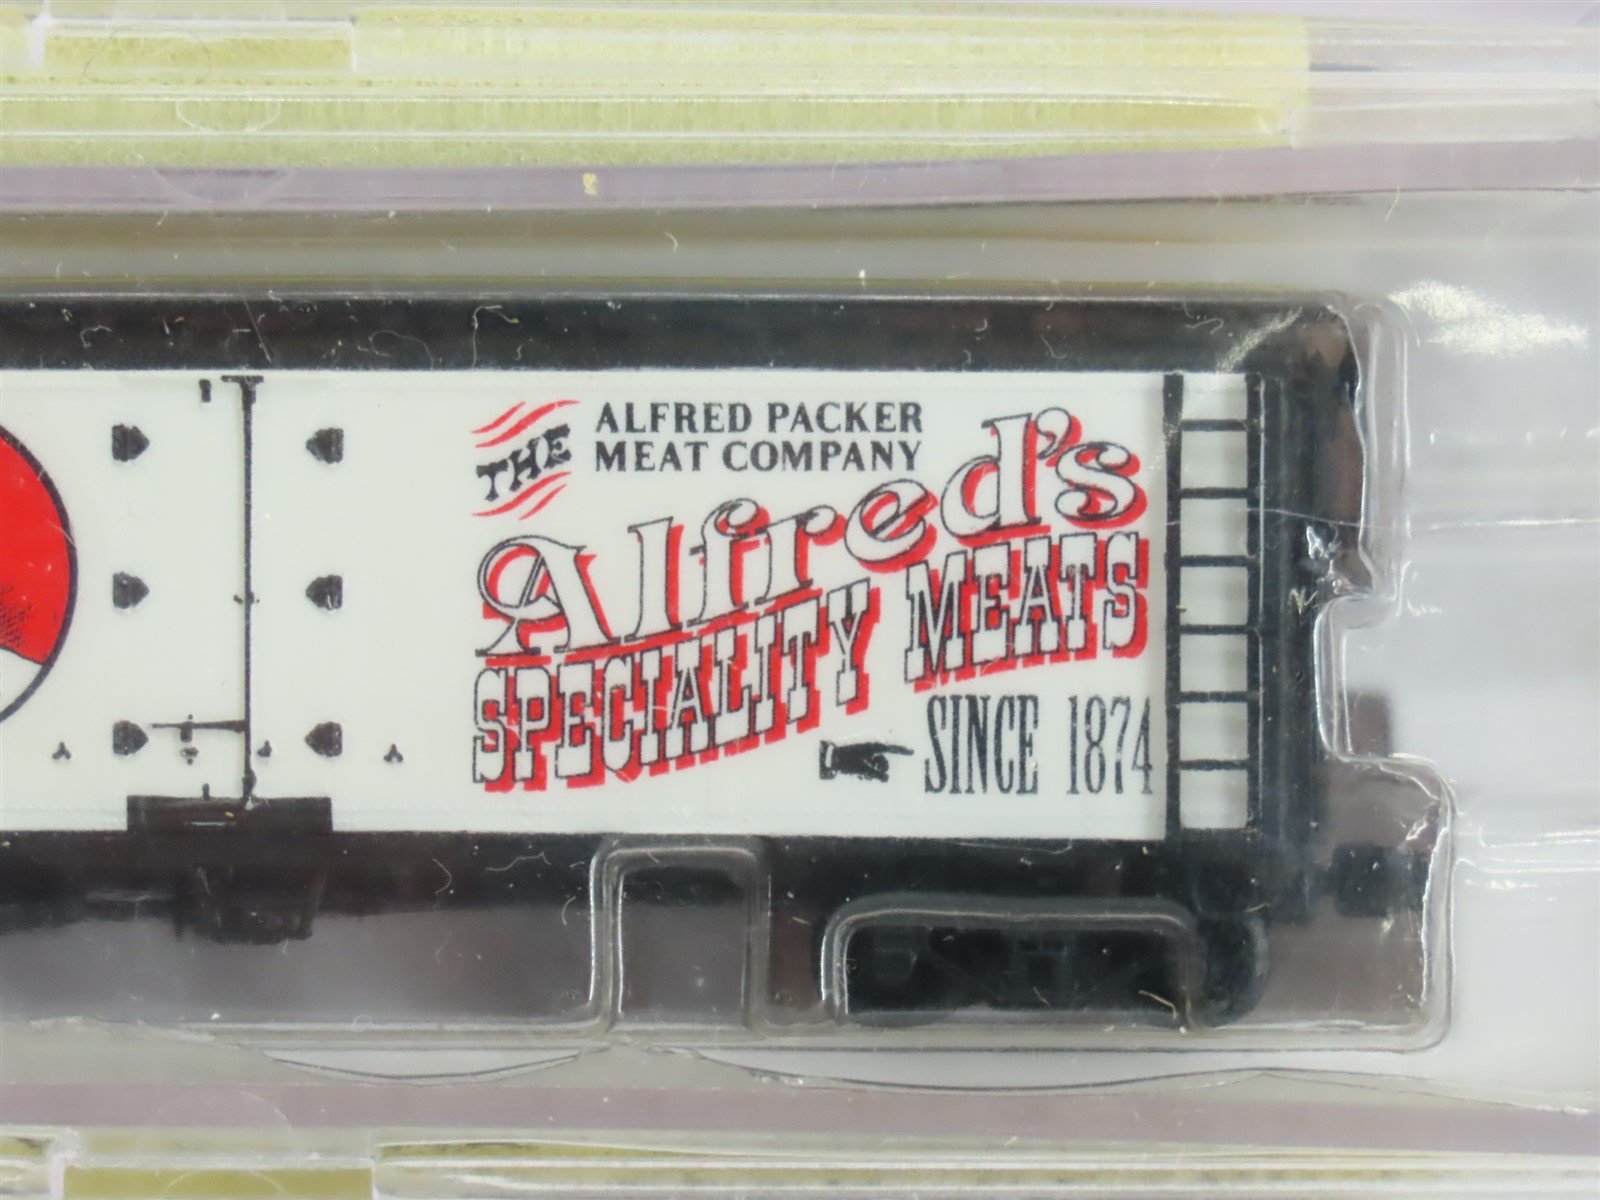 THE ALFRED PACKER
MEAT COMPANY
Alfred's
SPECIALITY MEATS
SINCE 1874